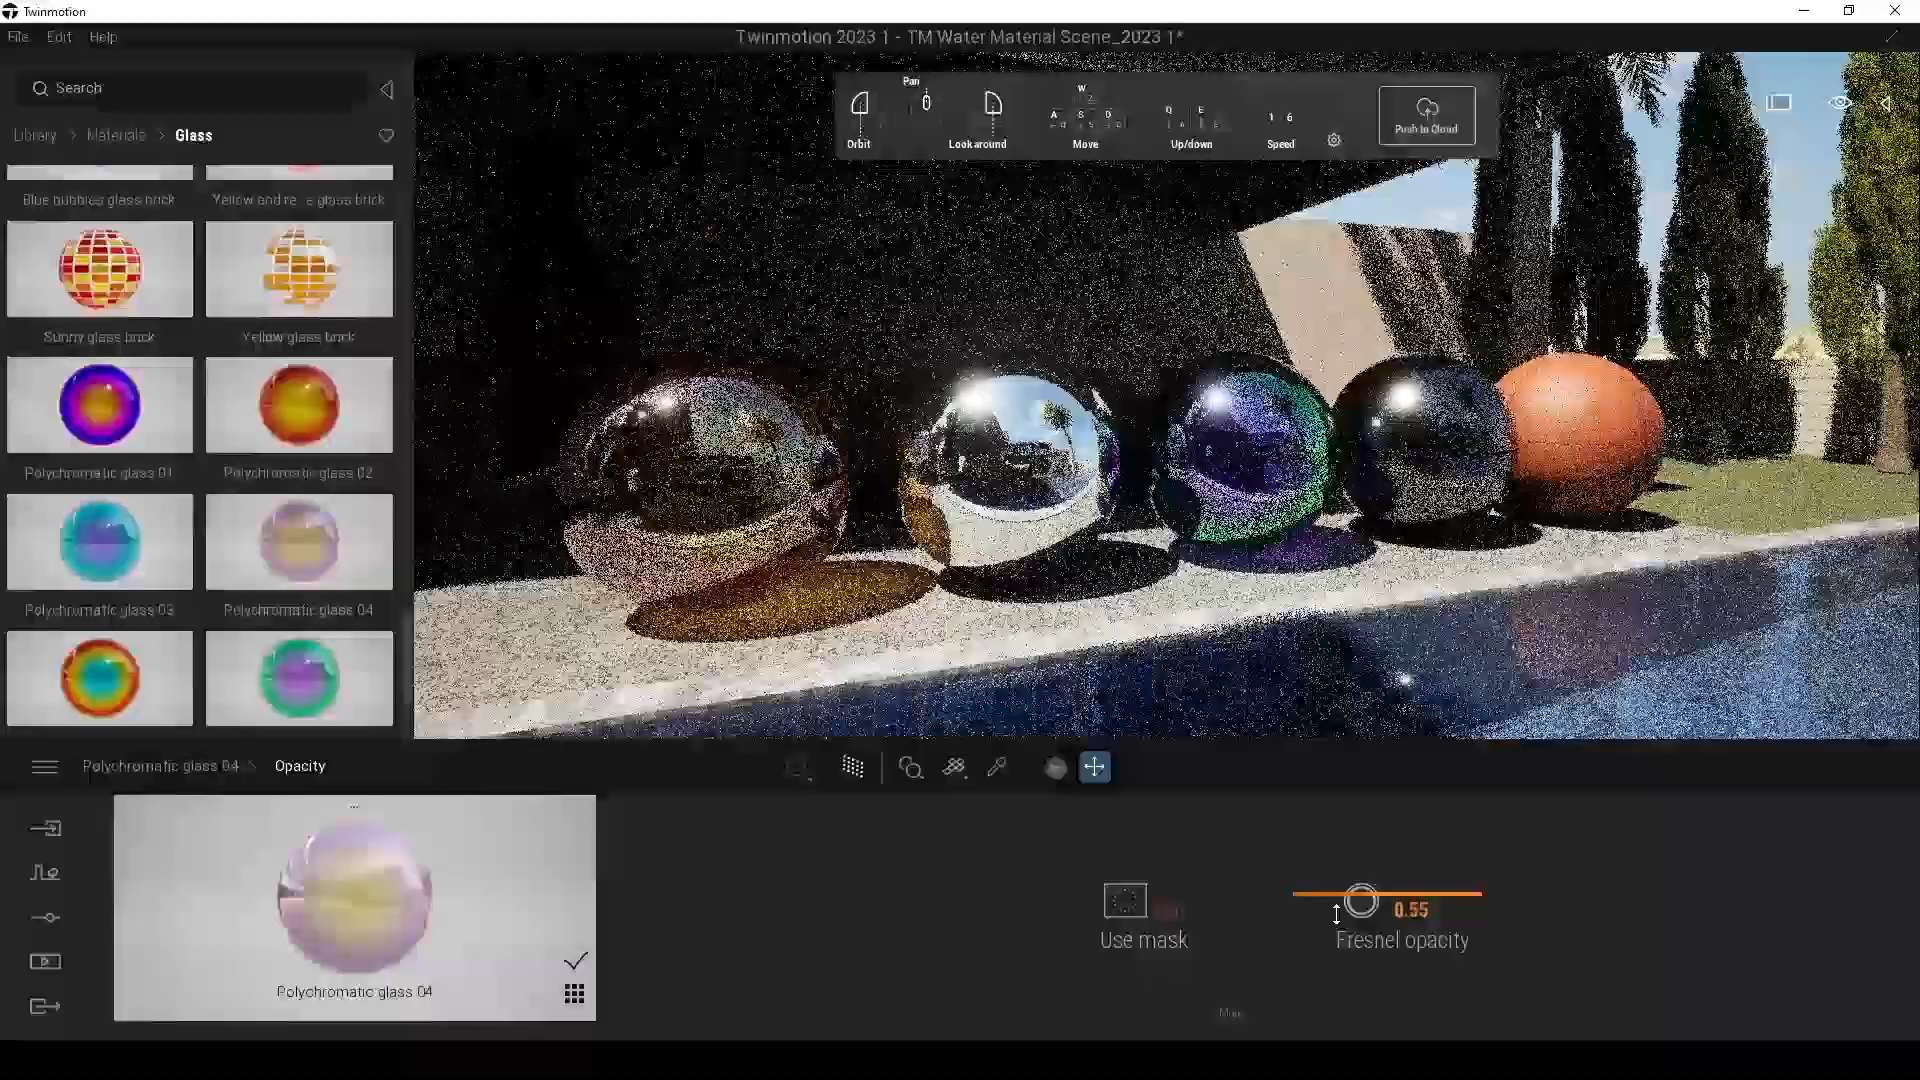 Twinmotion
File Edit Help
Twinmotion 2023 1 - TM Water Material Scene_2023 1*
Search
Library > Materials > Glass
Pan
W
A S D
Q E
1 6
Orbit
Look around
Move
Up/down
Speed
Push to Cloud
Blue bubbles glass brick
Sunny glass brick
Yellow glass brick
Polychromatic glass 01
Polychromatic glass 02
Polychromatic glass 03
Polychromatic glass 04
Polychromatic glass 04 > Opacity
Polychromatic glass 04
Use mask
0.55
Fresnel opacity
More